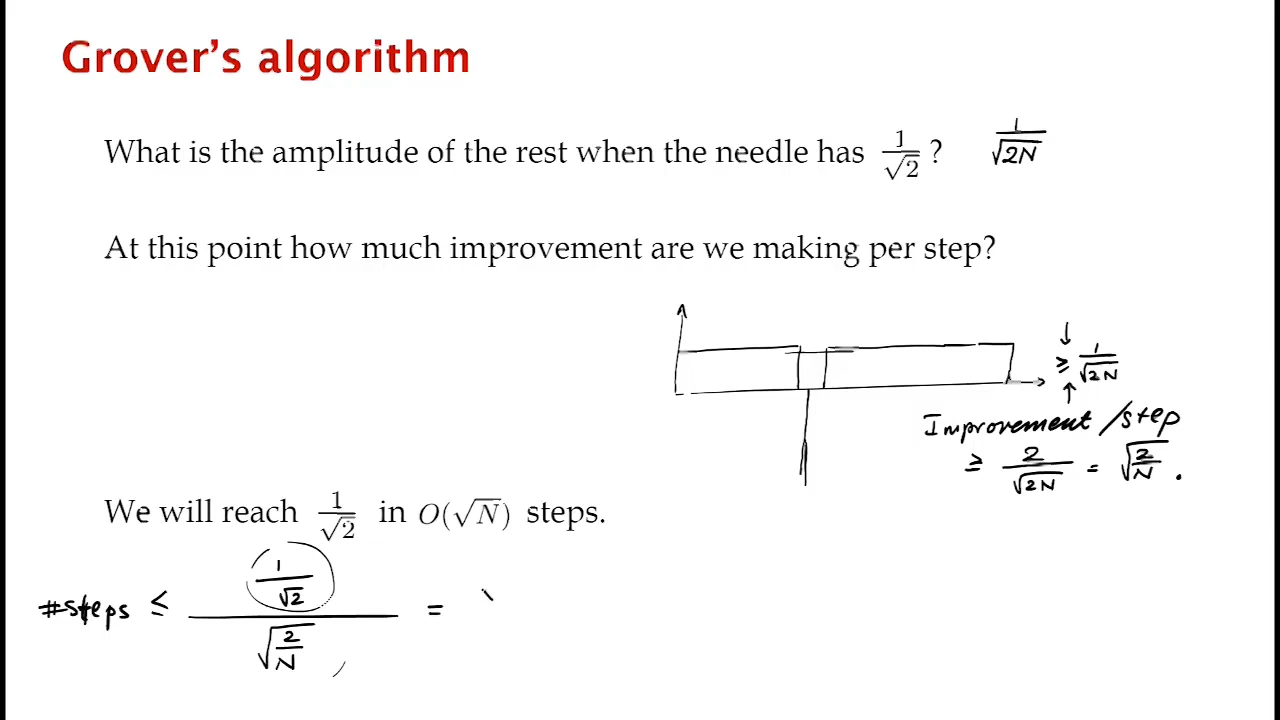 Grover's algorithm
What is the amplitude of the rest when the needle has 1/√2 ? 1/√2N
At this point how much improvement are we making per step?
≥ 1/√2N
Improvement/step
≥ 2/√2N = √2/N .
We will reach 1/√2 in O(√N) steps.
#steps ≤ 1/√2 / √2/N =